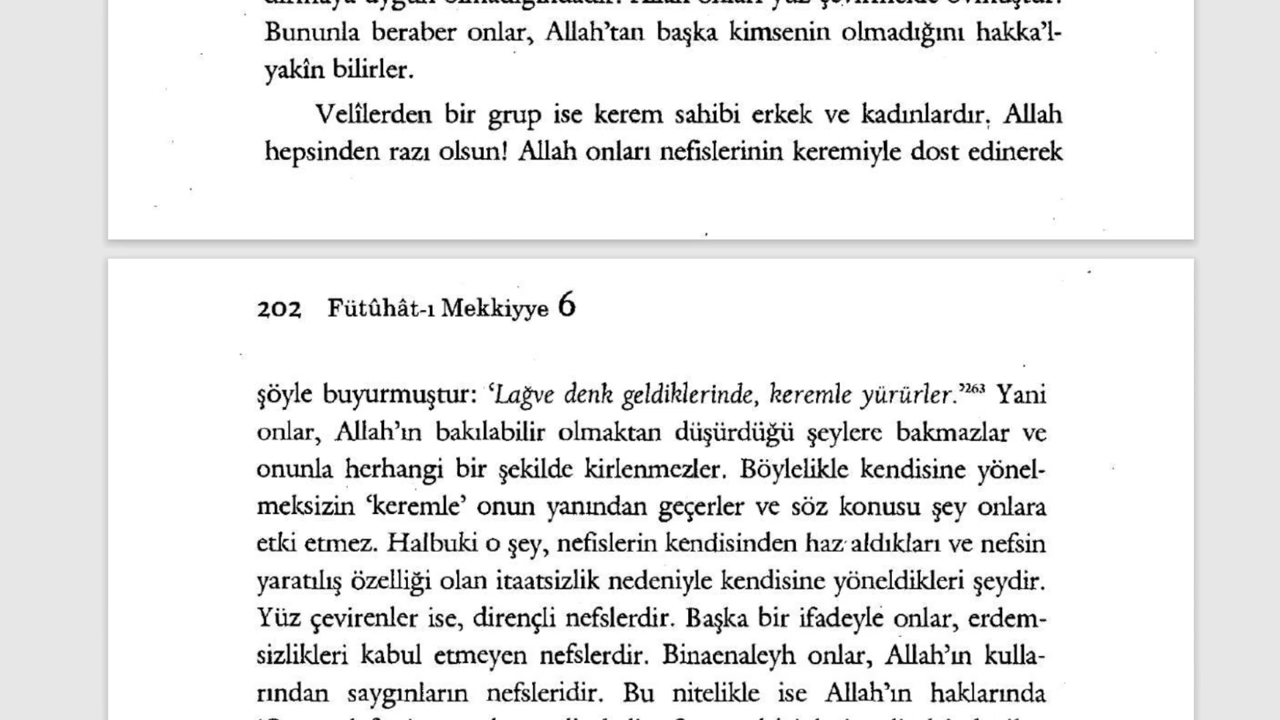 Bununla beraber onlar, Allah’tan başka kimsenin olmadığını hakka’l-
yakîn bilirler.
Velîlerden bir grup ise kerem sahibi erkek ve kadınlardır. Allah
hepsinden razı olsun! Allah onları nefislerinin keremiyle dost edinerek
202 Fütûhât-ı Mekkiyye 6
şöyle buyurmuştur: ‘Lağve denk geldiklerinde, keremle yürürler.’²⁶³ Yani
onlar, Allah’ın bakılabilir olmaktan düşürdüğü şeylere bakmazlar ve
onunla herhangi bir şekilde kirlenmezler. Böylelikle kendisine yönel-
meksizin ‘keremle’ onun yanından geçerler ve söz konusu şey onlara
etki etmez. Halbuki o şey, nefislerin kendisinden haz aldıkları ve nefsin
yaratılış özelliği olan itaatsizlik nedeniyle kendisine yöneldikleri şeydir.
Yüz çevirenler ise, dirençli nefslerdir. Başka bir ifadeyle onlar, erdem-
sizlikleri kabul etmeyen nefslerdir. Binaenaleyh onlar, Allah’ın kulla-
rından saygınların nefsleridir. Bu nitelikle ise Allah’ın haklarında